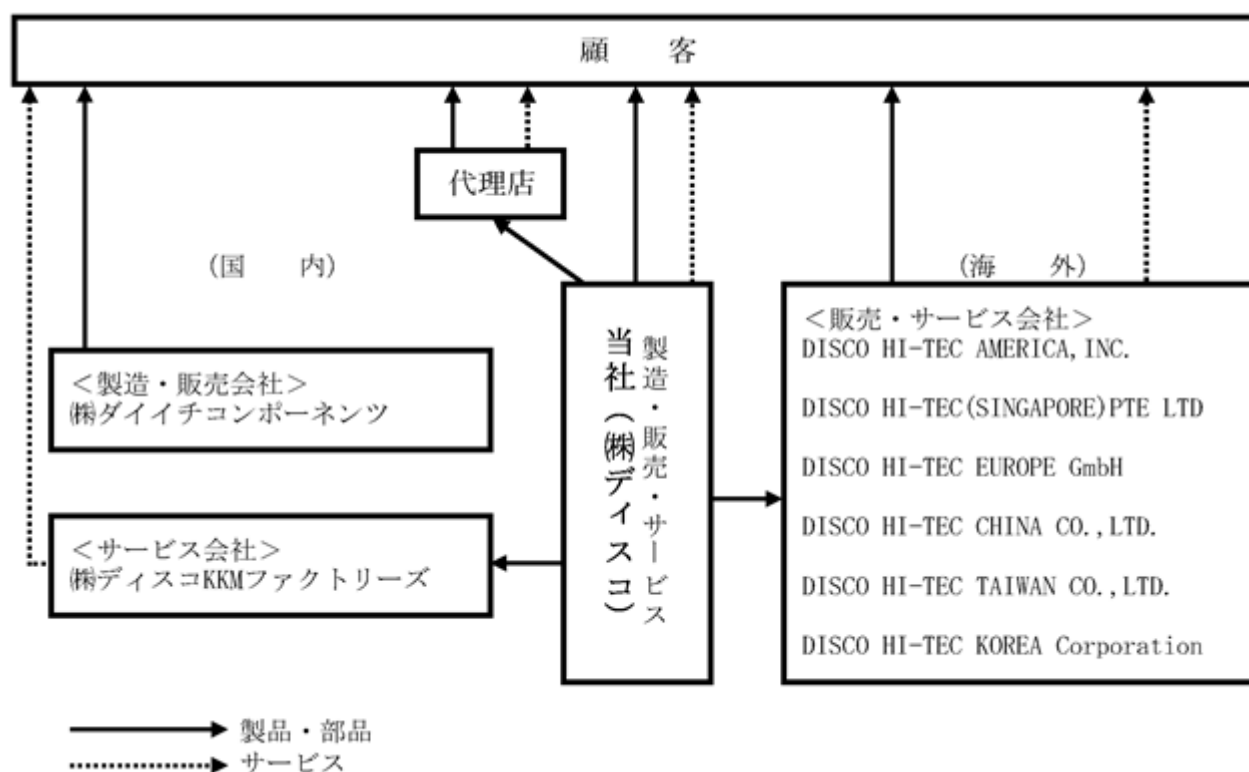 顧　客
代理店
（国　内）
（海　外）
＜製造・販売会社＞
㈱ダイイチコンポーネンツ
＜サービス会社＞
㈱ディスコKKMファクトリーズ
当社（㈱ディスコ）
製造・販売・サービス
＜販売・サービス会社＞
DISCO HI-TEC AMERICA,INC.
DISCO HI-TEC(SINGAPORE)PTE LTD
DISCO HI-TEC EUROPE GmbH
DISCO HI-TEC CHINA CO.,LTD.
DISCO HI-TEC TAIWAN CO.,LTD.
DISCO HI-TEC KOREA Corporation
製品・部品
サービス